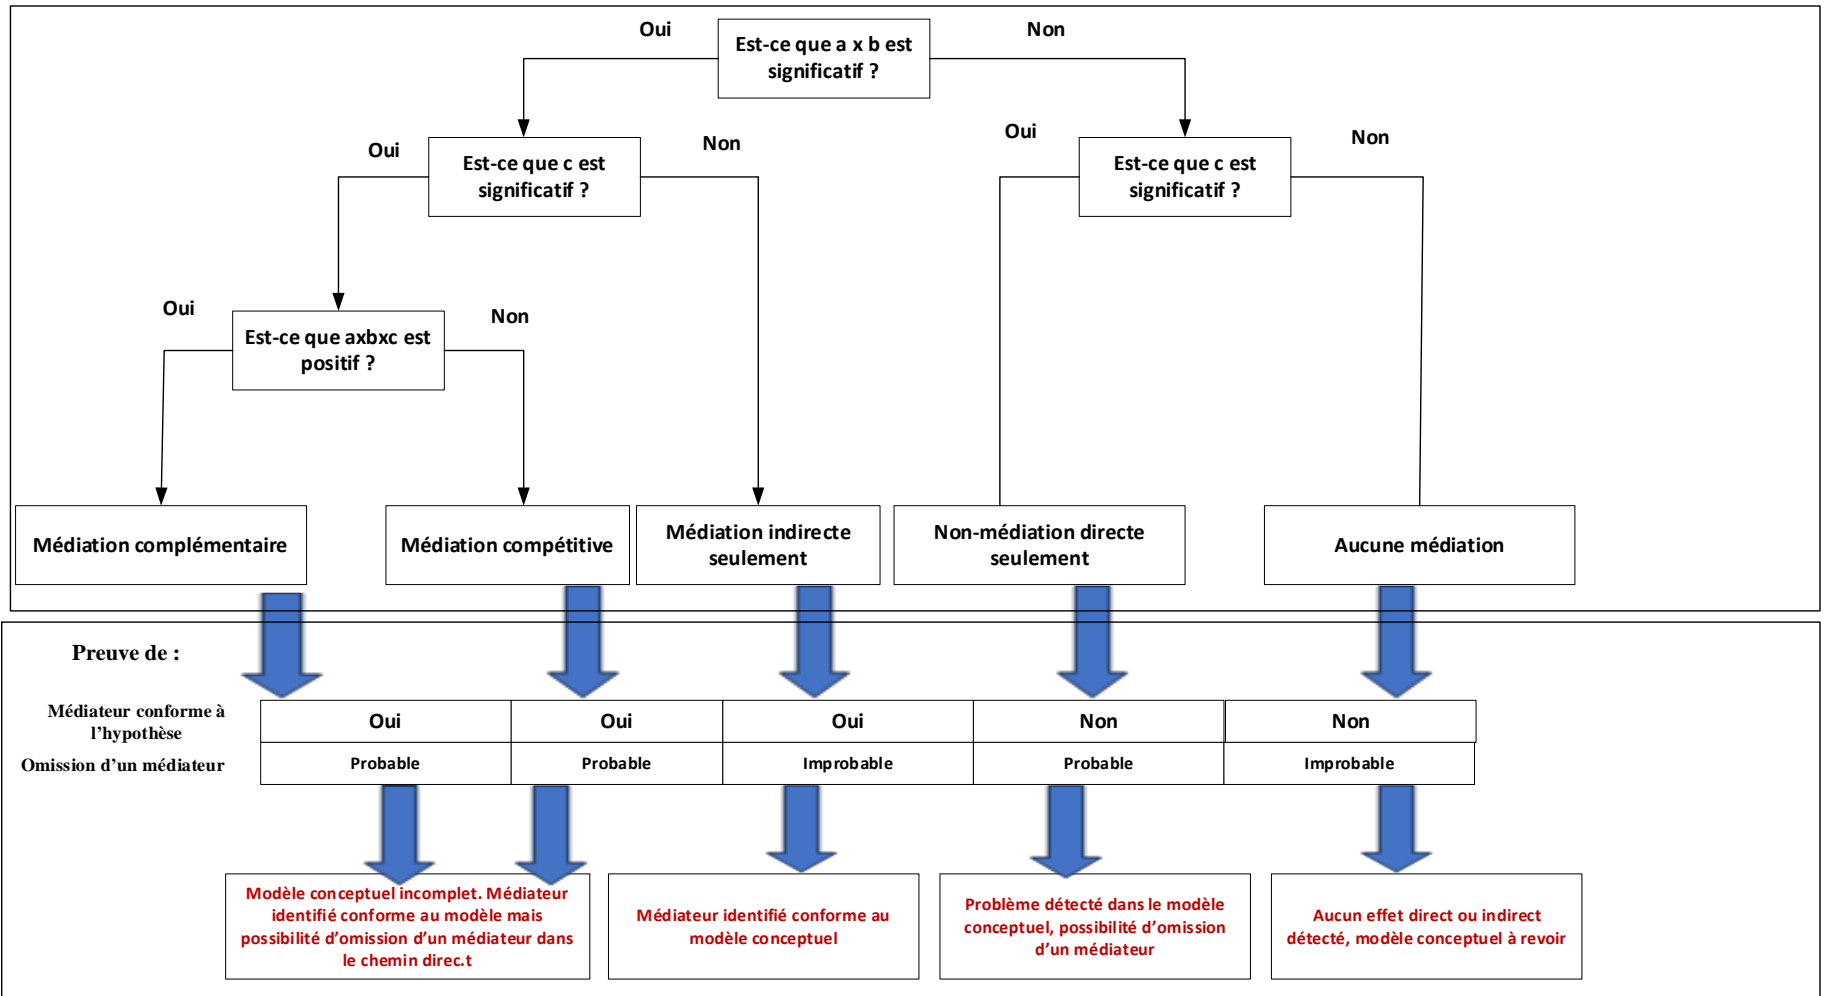 Oui
Non
Est-ce que a x b est
significatif ?
Oui
Non
Est-ce que c est
significatif ?
Oui
Non
Est-ce que c est
significatif ?
Oui
Non
Est-ce que axbxc est
positif ?
Médiation complémentaire
Médiation compétitive
Médiation indirecte
seulement
Non-médiation directe
seulement
Aucune médiation
Preuve de :
Médiateur conforme à
l’hypothèse
Oui
Oui
Oui
Non
Non
Omission d’un médiateur
Probable
Probable
Improbable
Probable
Improbable
Modèle conceptuel incomplet. Médiateur
identifié conforme au modèle mais
possibilité d’omission d’un médiateur dans
le chemin direc.t
Médiateur identifié conforme au
modèle conceptuel
Problème détecté dans le modèle
conceptuel, possibilité d’omission
d’un médiateur
Aucun effet direct ou indirect
détecté, modèle conceptuel à revoir